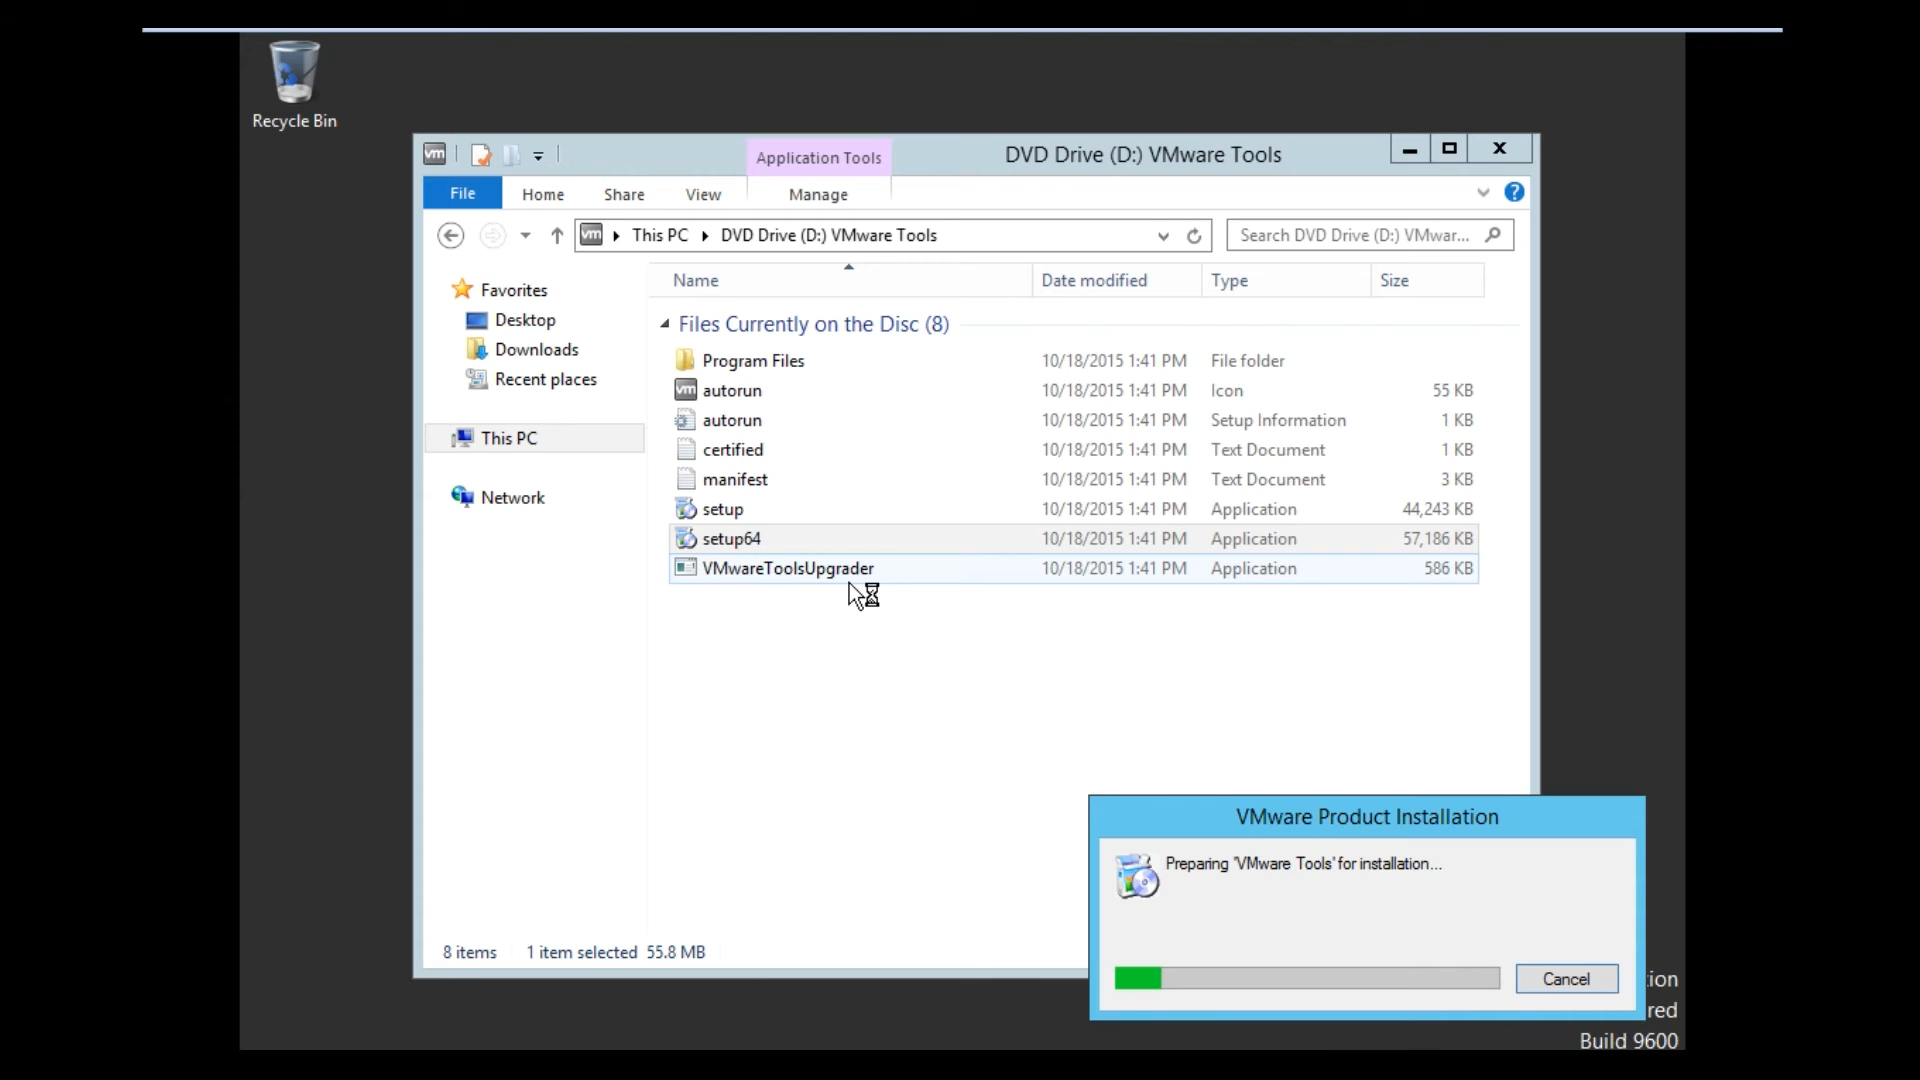 Recycle Bin
vm
Application Tools
DVD Drive (D:) VMware Tools
File
Home
Share
View
Manage
vm
This PC
DVD Drive (D:) VMware Tools
Search DVD Drive (D:) VMwar...
Name
Date modified
Type
Size
Favorites
Desktop
Downloads
Recent places
This PC
Network
Files Currently on the Disc (8)
Program Files 10/18/2015 1:41 PM File folder
vm autorun 10/18/2015 1:41 PM Icon 55 KB
autorun 10/18/2015 1:41 PM Setup Information 1 KB
certified 10/18/2015 1:41 PM Text Document 1 KB
manifest 10/18/2015 1:41 PM Text Document 3 KB
setup 10/18/2015 1:41 PM Application 44,243 KB
setup64 10/18/2015 1:41 PM Application 57,186 KB
VMwareToolsUpgrader 10/18/2015 1:41 PM Application 586 KB
8 items 1 item selected 55.8 MB
VMware Product Installation
Preparing 'VMware Tools' for installation...
Cancel
ion
red
Build 9600